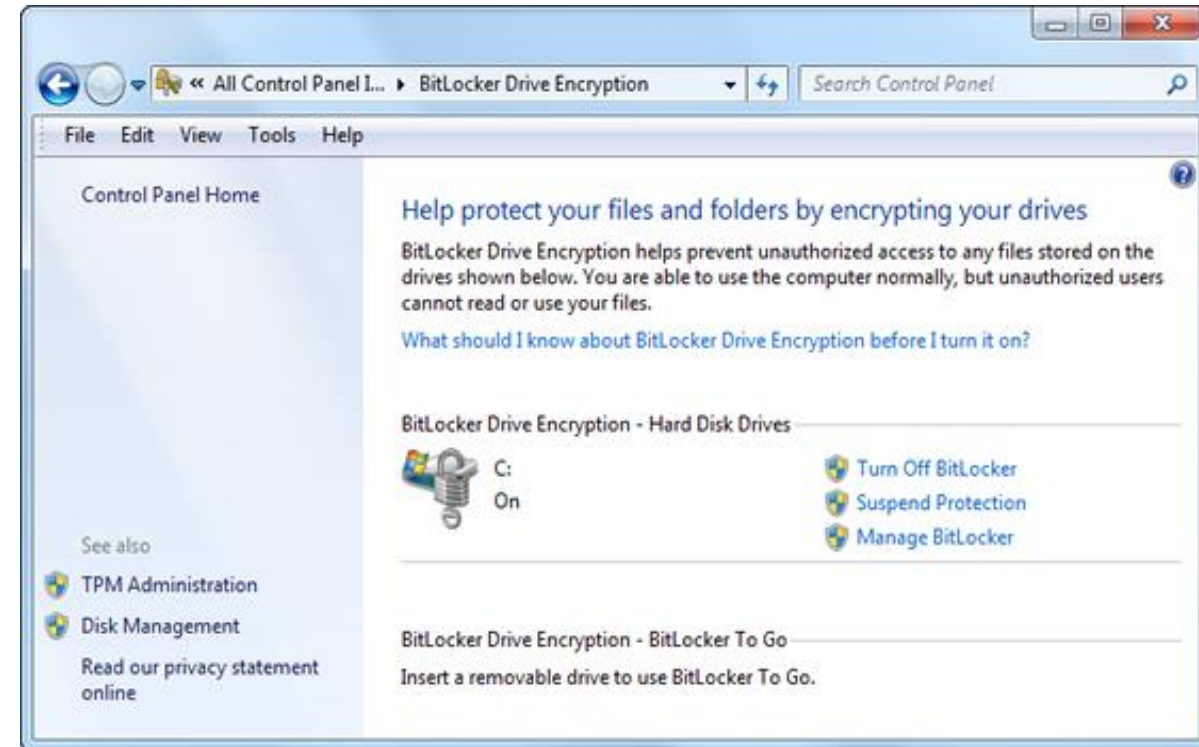 « All Control Panel I... ▸ BitLocker Drive Encryption
Search Control Panel
File Edit View Tools Help
Control Panel Home
Help protect your files and folders by encrypting your drives
BitLocker Drive Encryption helps prevent unauthorized access to any files stored on the
drives shown below. You are able to use the computer normally, but unauthorized users
cannot read or use your files.
What should I know about BitLocker Drive Encryption before I turn it on?
BitLocker Drive Encryption - Hard Disk Drives
C:
On
Turn Off BitLocker
Suspend Protection
Manage BitLocker
See also
TPM Administration
Disk Management
Read our privacy statement
online
BitLocker Drive Encryption - BitLocker To Go
Insert a removable drive to use BitLocker To Go.